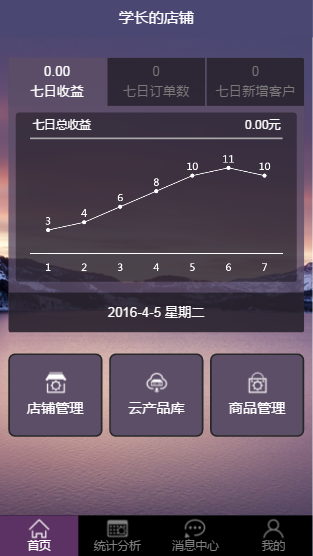 学长的店铺
0.00 0 0
七日收益 七日订单数 七日新增客户
七日总收益 0.00元
3 4 6 8 10 11 10
1 2 3 4 5 6 7
2016-4-5 星期二
店铺管理 云产品库 商品管理
首页 统计分析 消息中心 我的